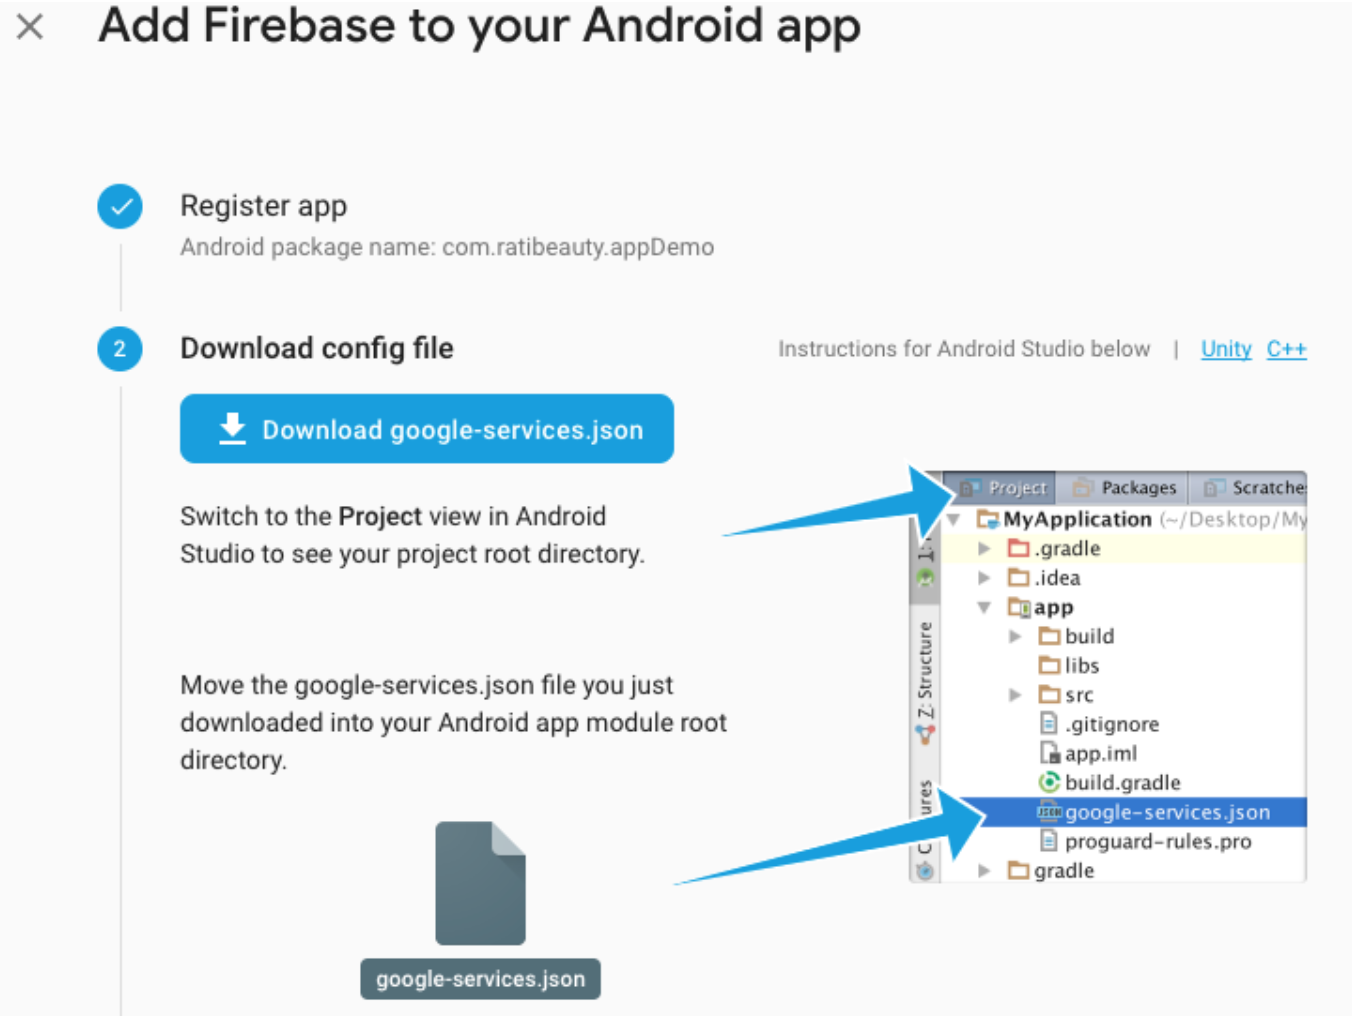 Add Firebase to your Android app
Register app
Android package name: com.ratibeauty.appDemo
2
Download config file
Instructions for Android Studio below | Unity C++
Download google-services.json
Switch to the Project view in Android
Studio to see your project root directory.
Move the google-services.json file you just
downloaded into your Android app module root
directory.
google-services.json
Project Packages Scratche
MyApplication (~/Desktop/My
.gradle
.idea
app
build
libs
src
.gitignore
app.iml
build.gradle
JSON google-services.json
proguard-rules.pro
gradle
Z: Structure